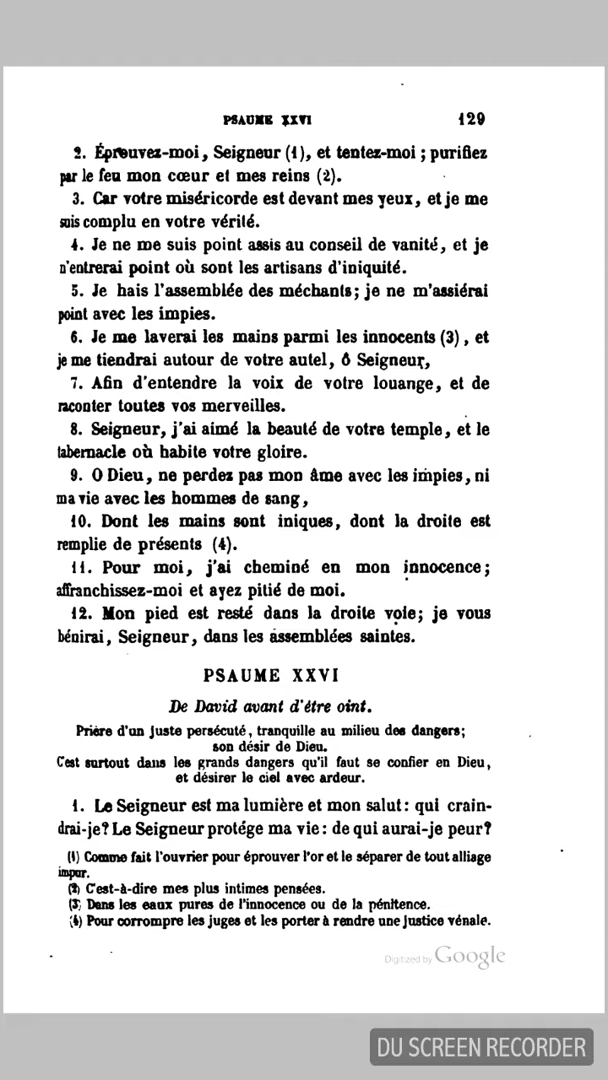 PSAUME XXVI 129
2. Éprouvez-moi, Seigneur (1), et tentez-moi ; purifiez
par le feu mon cœur et mes reins (2).
3. Car votre miséricorde est devant mes yeux, et je me
suis complu en votre vérité.
4. Je ne me suis point assis au conseil de vanité, et je
n'entrerai point où sont les artisans d'iniquité.
5. Je hais l'assemblée des méchants; je ne m'assiérai
point avec les impies.
6. Je me laverai les mains parmi les innocents (3), et
je me tiendrai autour de votre autel, ô Seigneur,
7. Afin d'entendre la voix de votre louange, et de
raconter toutes vos merveilles.
8. Seigneur, j'ai aimé la beauté de votre temple, et le
tabernacle où habite votre gloire.
9. O Dieu, ne perdez pas mon âme avec les impies, ni
ma vie avec les hommes de sang,
10. Dont les mains sont iniques, dont la droite est
remplie de présents (4).
11. Pour moi, j'ai cheminé en mon innocence;
affranchissez-moi et ayez pitié de moi.
12. Mon pied est resté dans la droite voie; je vous
bénirai, Seigneur, dans les assemblées saintes.
PSAUME XXVI
De David avant d'être oint.
Prière d'un juste persécuté, tranquille au milieu des dangers;
son désir de Dieu.
C'est surtout dans les grands dangers qu'il faut se confier en Dieu,
et désirer le ciel avec ardeur.
1. Le Seigneur est ma lumière et mon salut: qui crain-
drai-je? Le Seigneur protége ma vie: de qui aurai-je peur?
(1) Comme fait l'ouvrier pour éprouver l'or et le séparer de tout alliage
impur.
(2) C'est-à-dire mes plus intimes pensées.
(3) Dans les eaux pures de l'innocence ou de la pénitence.
(4) Pour corrompre les juges et les porter à rendre une justice vénale.
Digitized by Google
DU SCREEN RECORDER